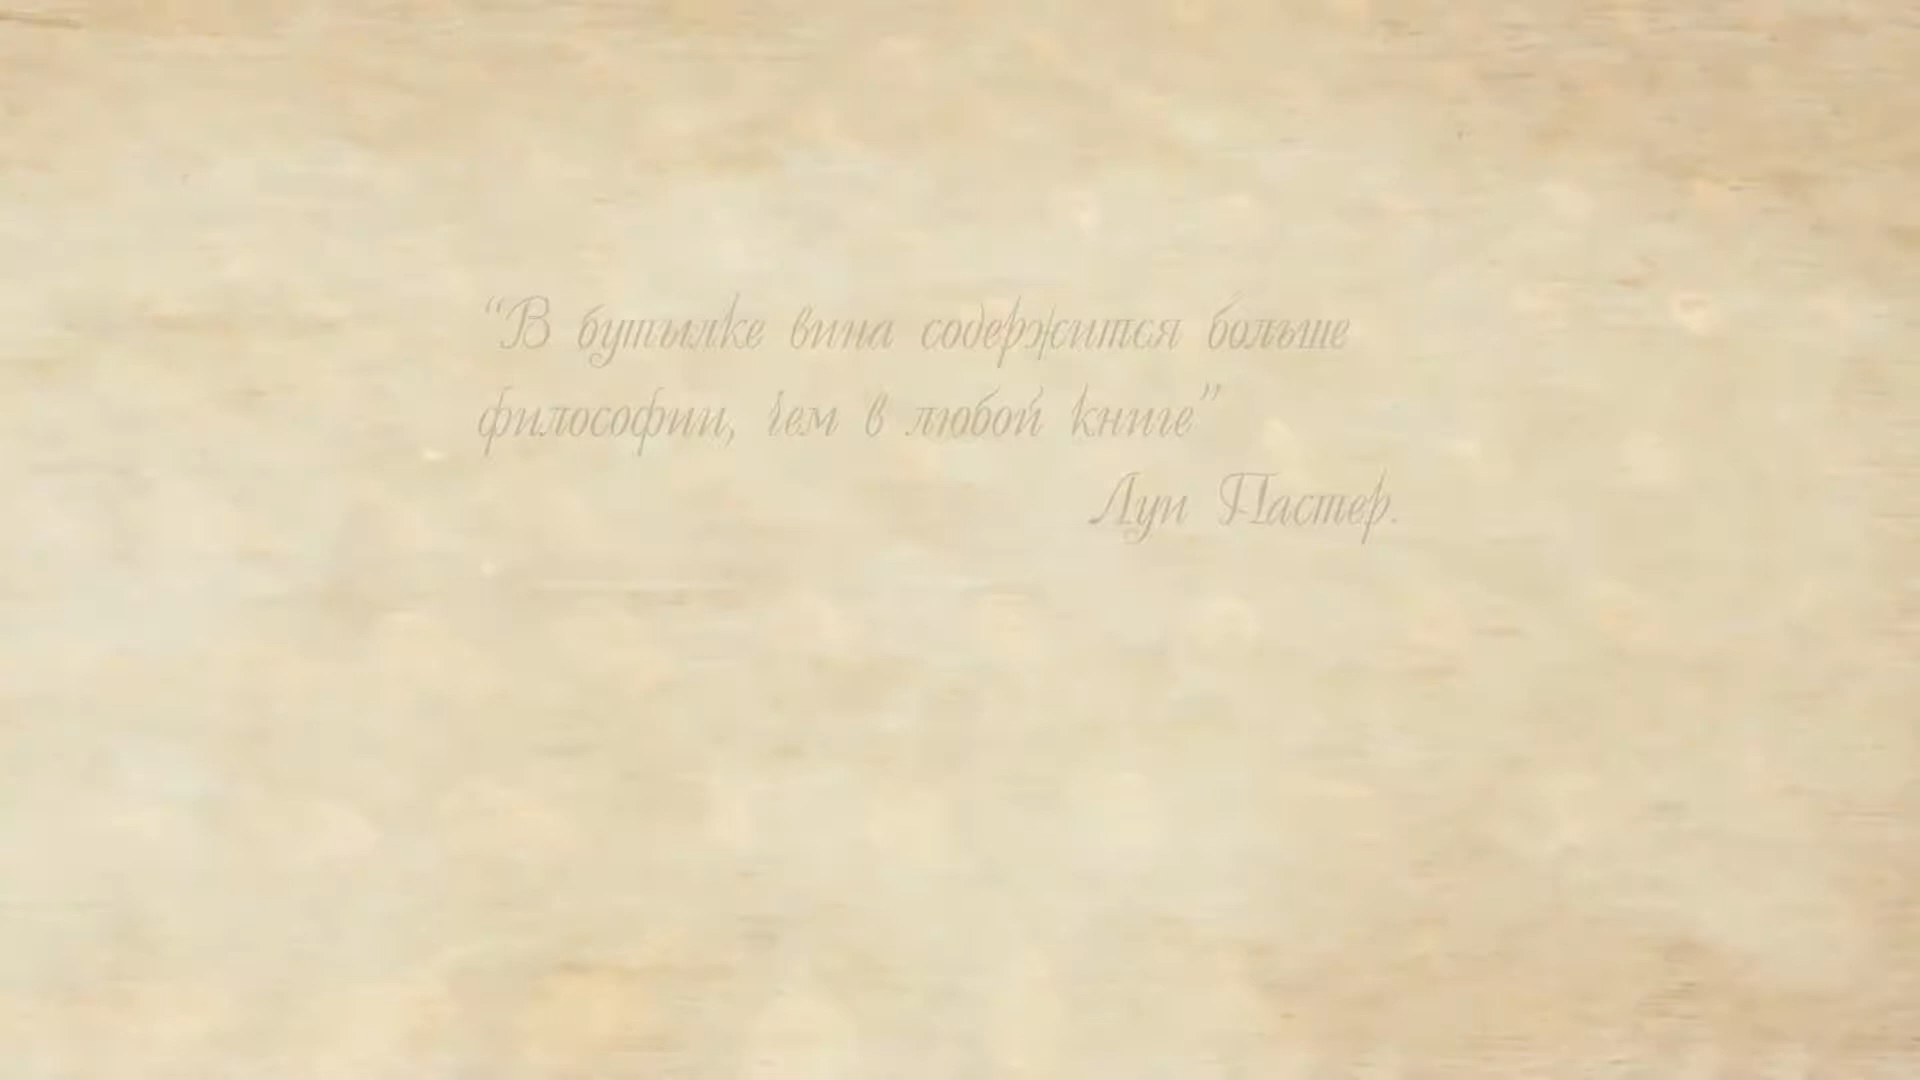 “В бутылке вина содержится больше
философии, чем в любой книге”
Луи Пастер.